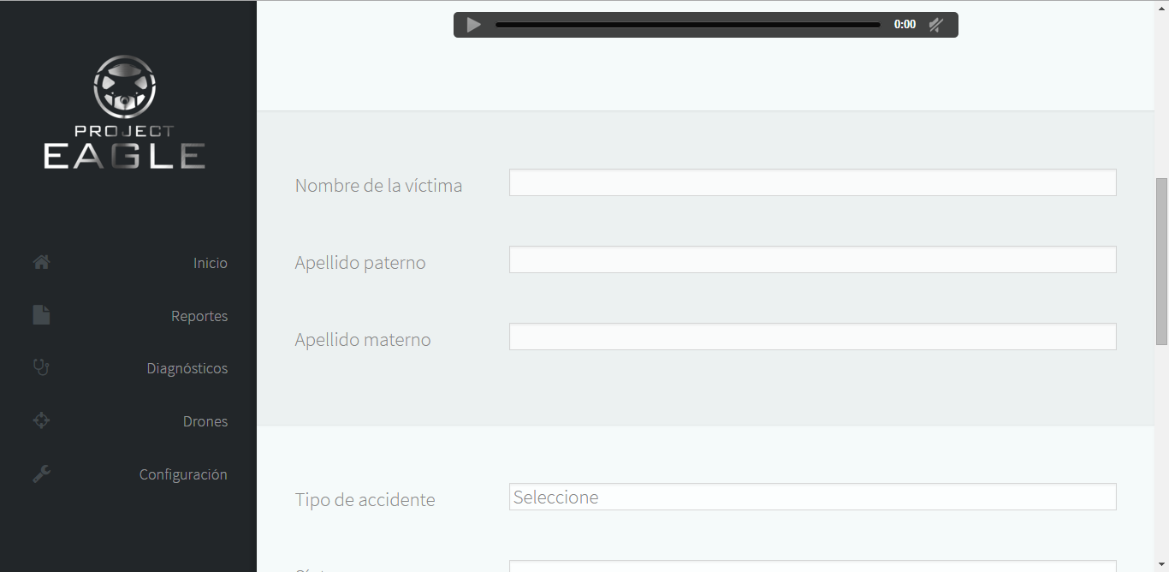 PROJECT
EAGLE
Inicio
Reportes
Diagnósticos
Drones
Configuración
0:00
Nombre de la víctima
Apellido paterno
Apellido materno
Tipo de accidente
Seleccione